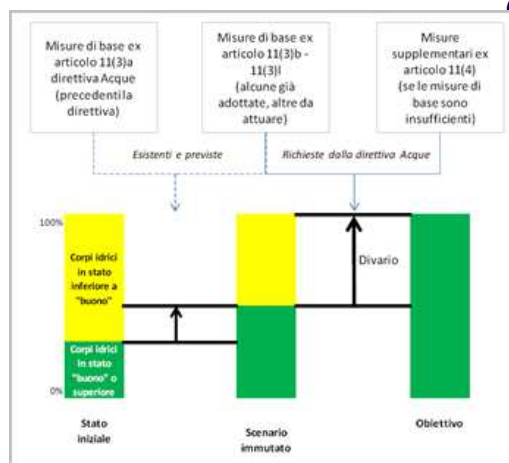 Misure di base ex
articolo 11(3)a
direttiva Acque
(precedenti la
direttiva)
Misure di base ex
articolo 11(3)b -
11(3)l
(alcune già
adottate, altre da
attuare)
Misure
supplementari ex
articolo 11(4)
(se le misure di
base sono
insufficienti)
Esistenti e previste
Richieste dalla direttiva Acque
100%
Corpi idrici
in stato
inferiore a
"buono"
Divario
Corpi idrici
in stato
"buono" o
superiore
0%
Stato
iniziale
Scenario
immutato
Obiettivo